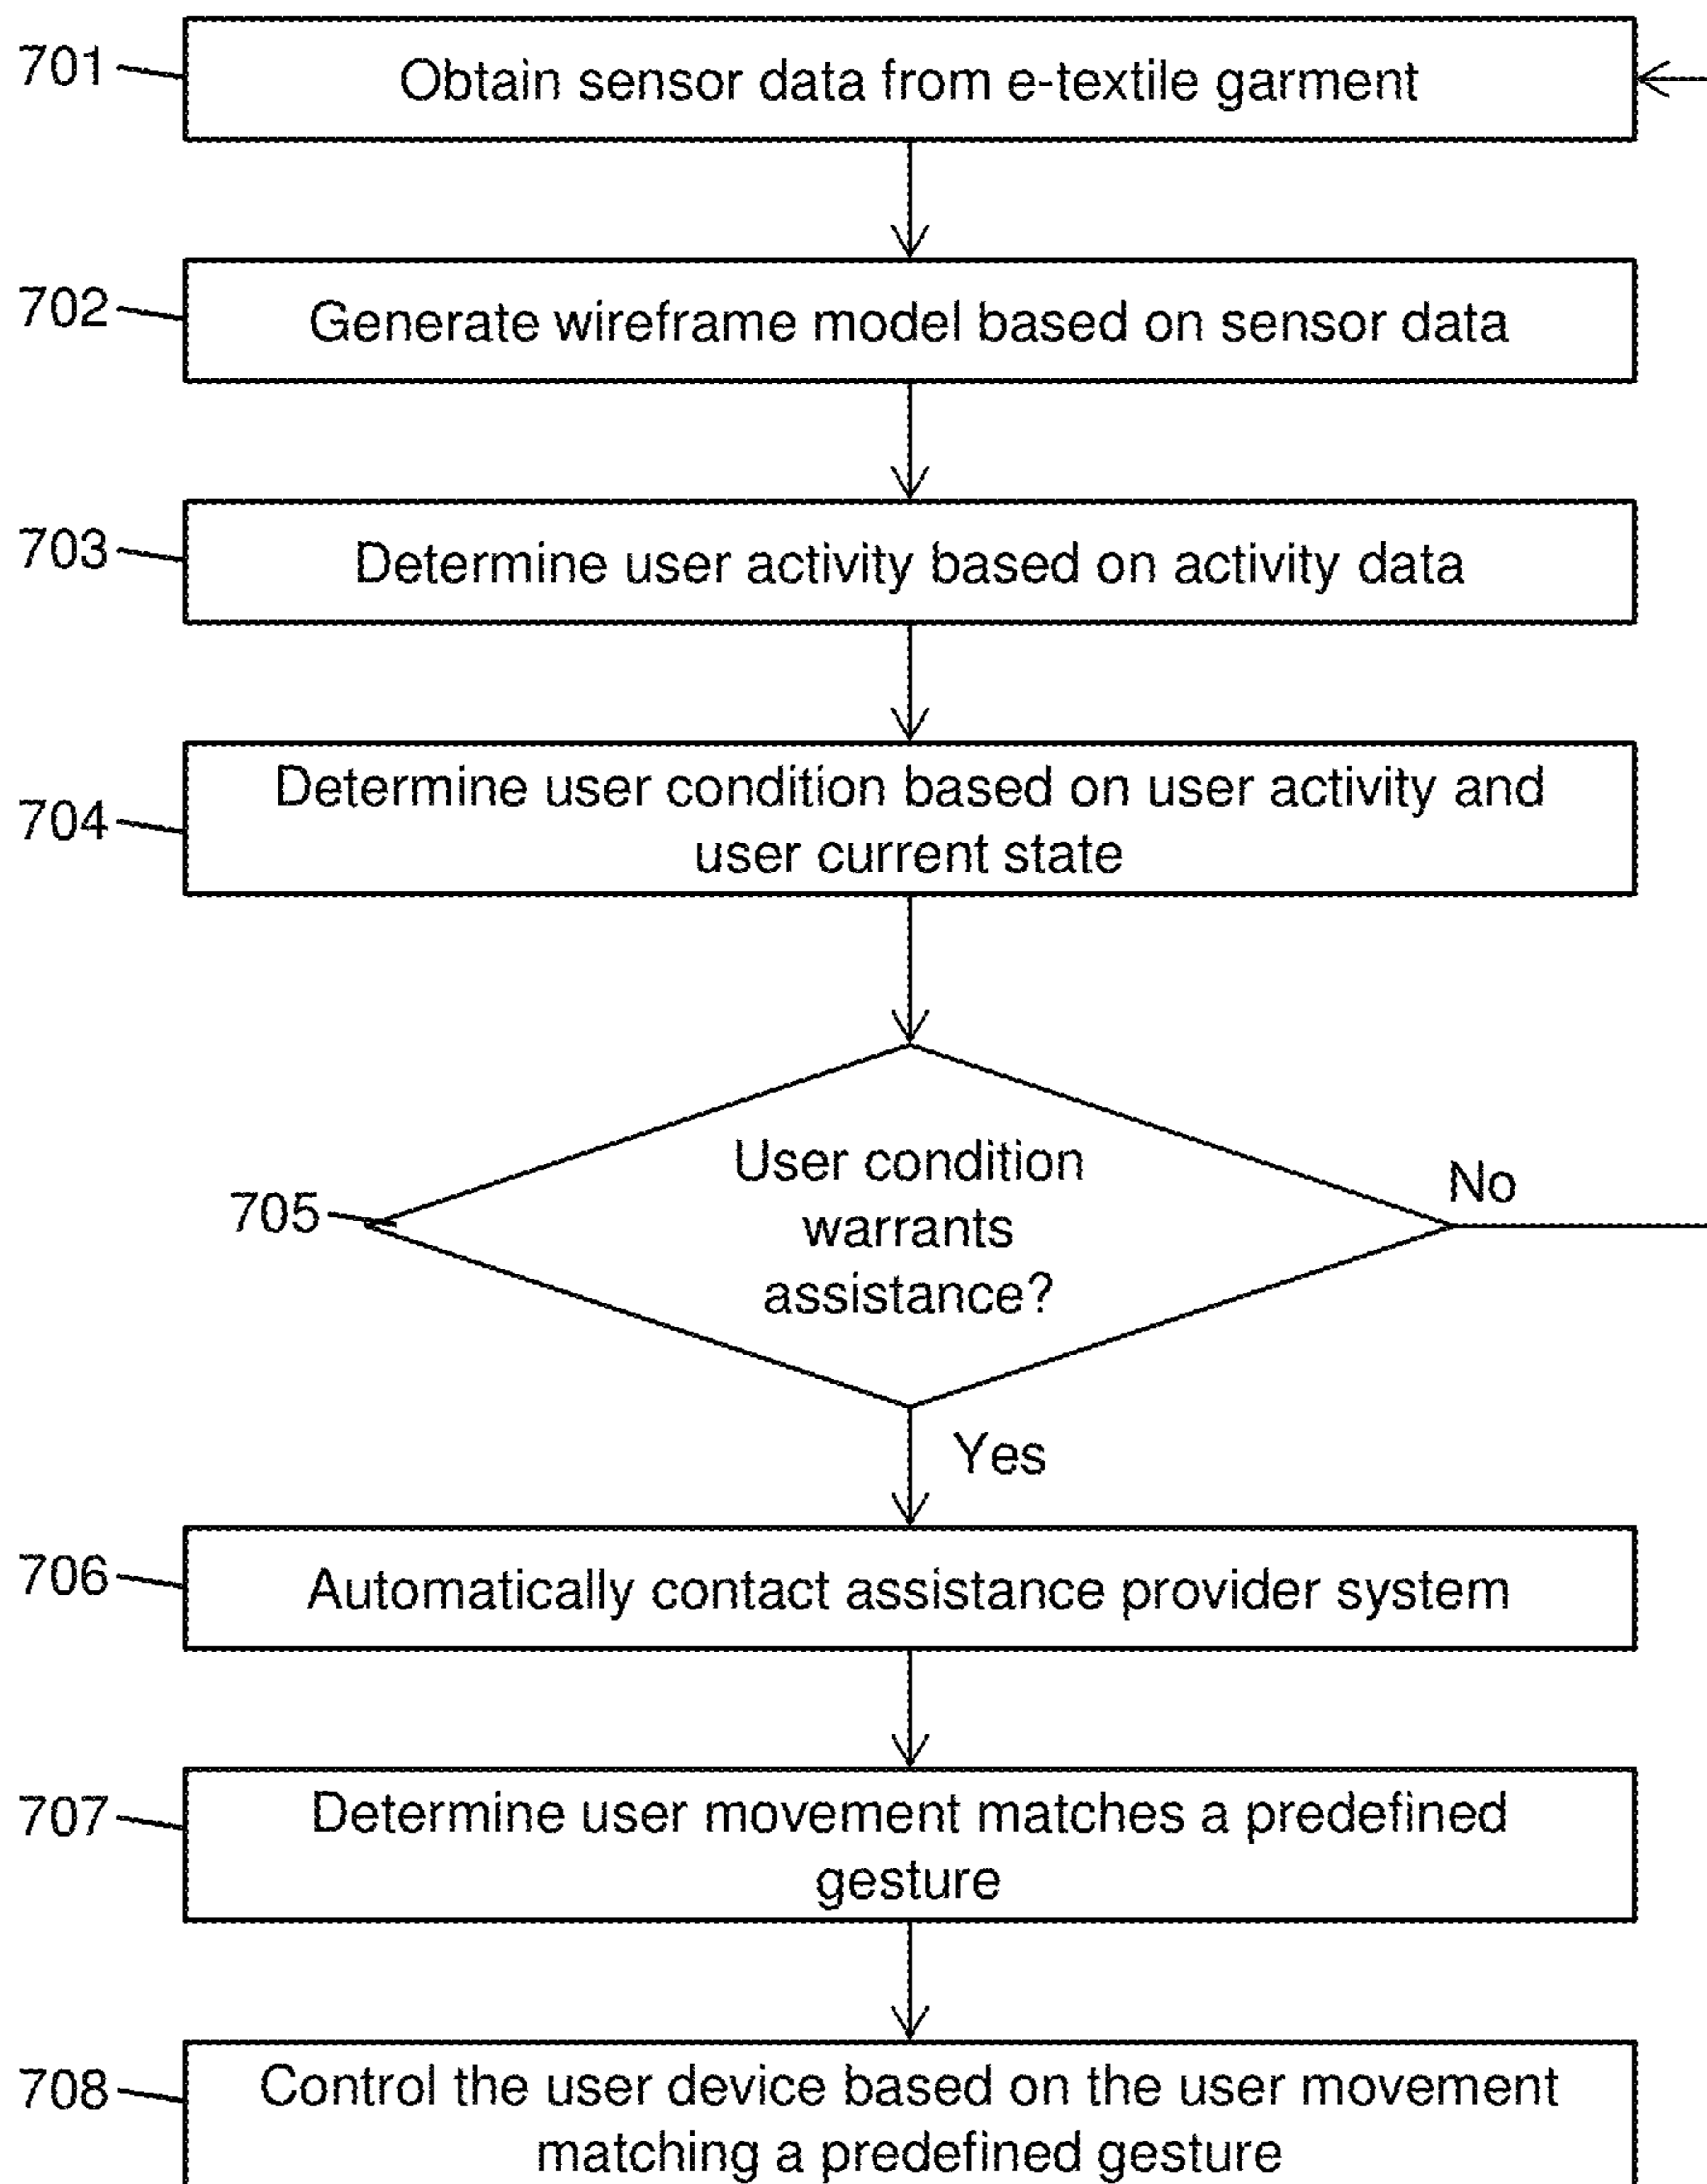 701
Obtain sensor data from e-textile garment
702
Generate wireframe model based on sensor data
703
Determine user activity based on activity data
704
Determine user condition based on user activity and
user current state
705
User condition
warrants
assistance?
No
Yes
706
Automatically contact assistance provider system
707
Determine user movement matches a predefined
gesture
708
Control the user device based on the user movement
matching a predefined gesture